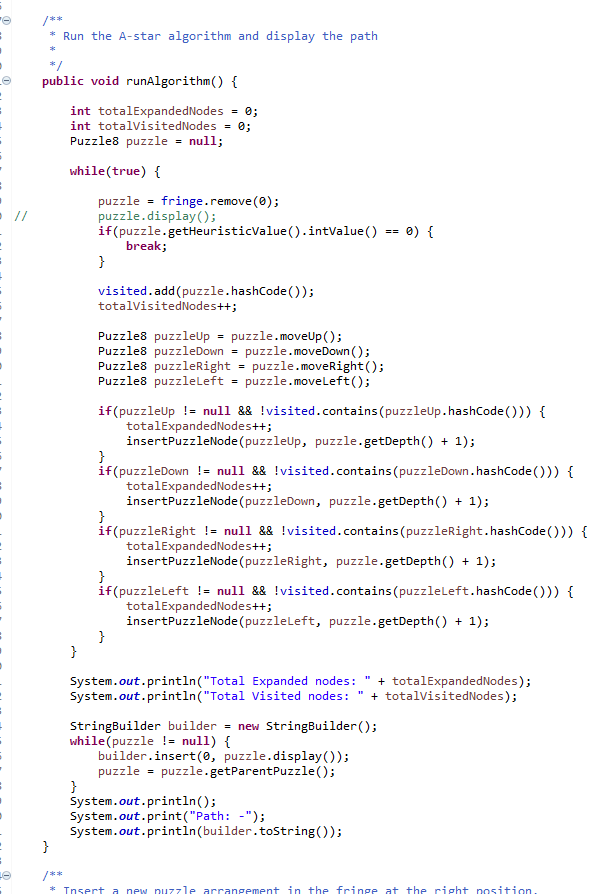 /**
 * Run the A-star algorithm and display the path
 *
 */
public void runAlgorithm() {
int totalExpandedNodes = 0;
int totalVisitedNodes = 0;
Puzzle8 puzzle = null;
while(true) {
puzzle = fringe.remove(0);
// puzzle.display();
if(puzzle.getHeuristicValue().intValue() == 0) {
break;
}
visited.add(puzzle.hashCode());
totalVisitedNodes++;
Puzzle8 puzzleUp = puzzle.moveUp();
Puzzle8 puzzleDown = puzzle.moveDown();
Puzzle8 puzzleRight = puzzle.moveRight();
Puzzle8 puzzleLeft = puzzle.moveLeft();
if(puzzleUp != null && !visited.contains(puzzleUp.hashCode())) {
totalExpandedNodes++;
insertPuzzleNode(puzzleUp, puzzle.getDepth() + 1);
}
if(puzzleDown != null && !visited.contains(puzzleDown.hashCode())) {
totalExpandedNodes++;
insertPuzzleNode(puzzleDown, puzzle.getDepth() + 1);
}
if(puzzleRight != null && !visited.contains(puzzleRight.hashCode())) {
totalExpandedNodes++;
insertPuzzleNode(puzzleRight, puzzle.getDepth() + 1);
}
if(puzzleLeft != null && !visited.contains(puzzleLeft.hashCode())) {
totalExpandedNodes++;
insertPuzzleNode(puzzleLeft, puzzle.getDepth() + 1);
}
}
System.out.println("Total Expanded nodes: " + totalExpandedNodes);
System.out.println("Total Visited nodes: " + totalVisitedNodes);
StringBuilder builder = new StringBuilder();
while(puzzle != null) {
builder.insert(0, puzzle.display());
puzzle = puzzle.getParentPuzzle();
}
System.out.println();
System.out.print("Path: -");
System.out.println(builder.toString());
}
/**
 * Insert a new puzzle arrangement in the fringe at the right position.